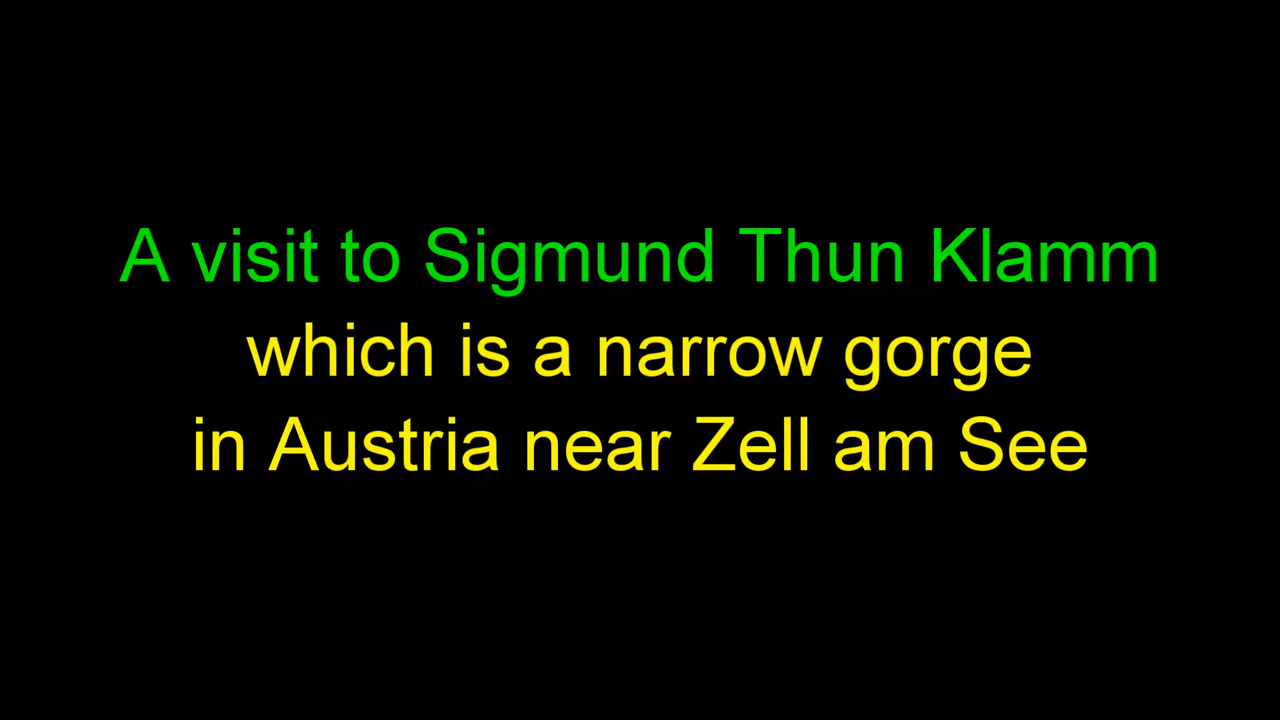 A visit to Sigmund Thun Klamm
which is a narrow gorge
in Austria near Zell am See